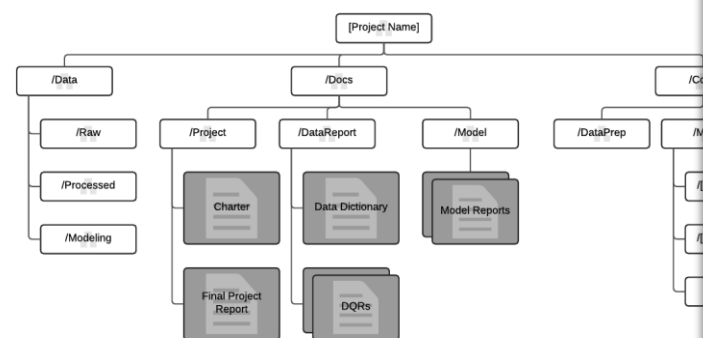 [Project Name]
/Data
/Docs
/Raw
/Project
/DataReport
/Model
/DataPrep
/Processed
Charter
Data Dictionary
Model Reports
/Modeling
Final Project
Report
DQRs